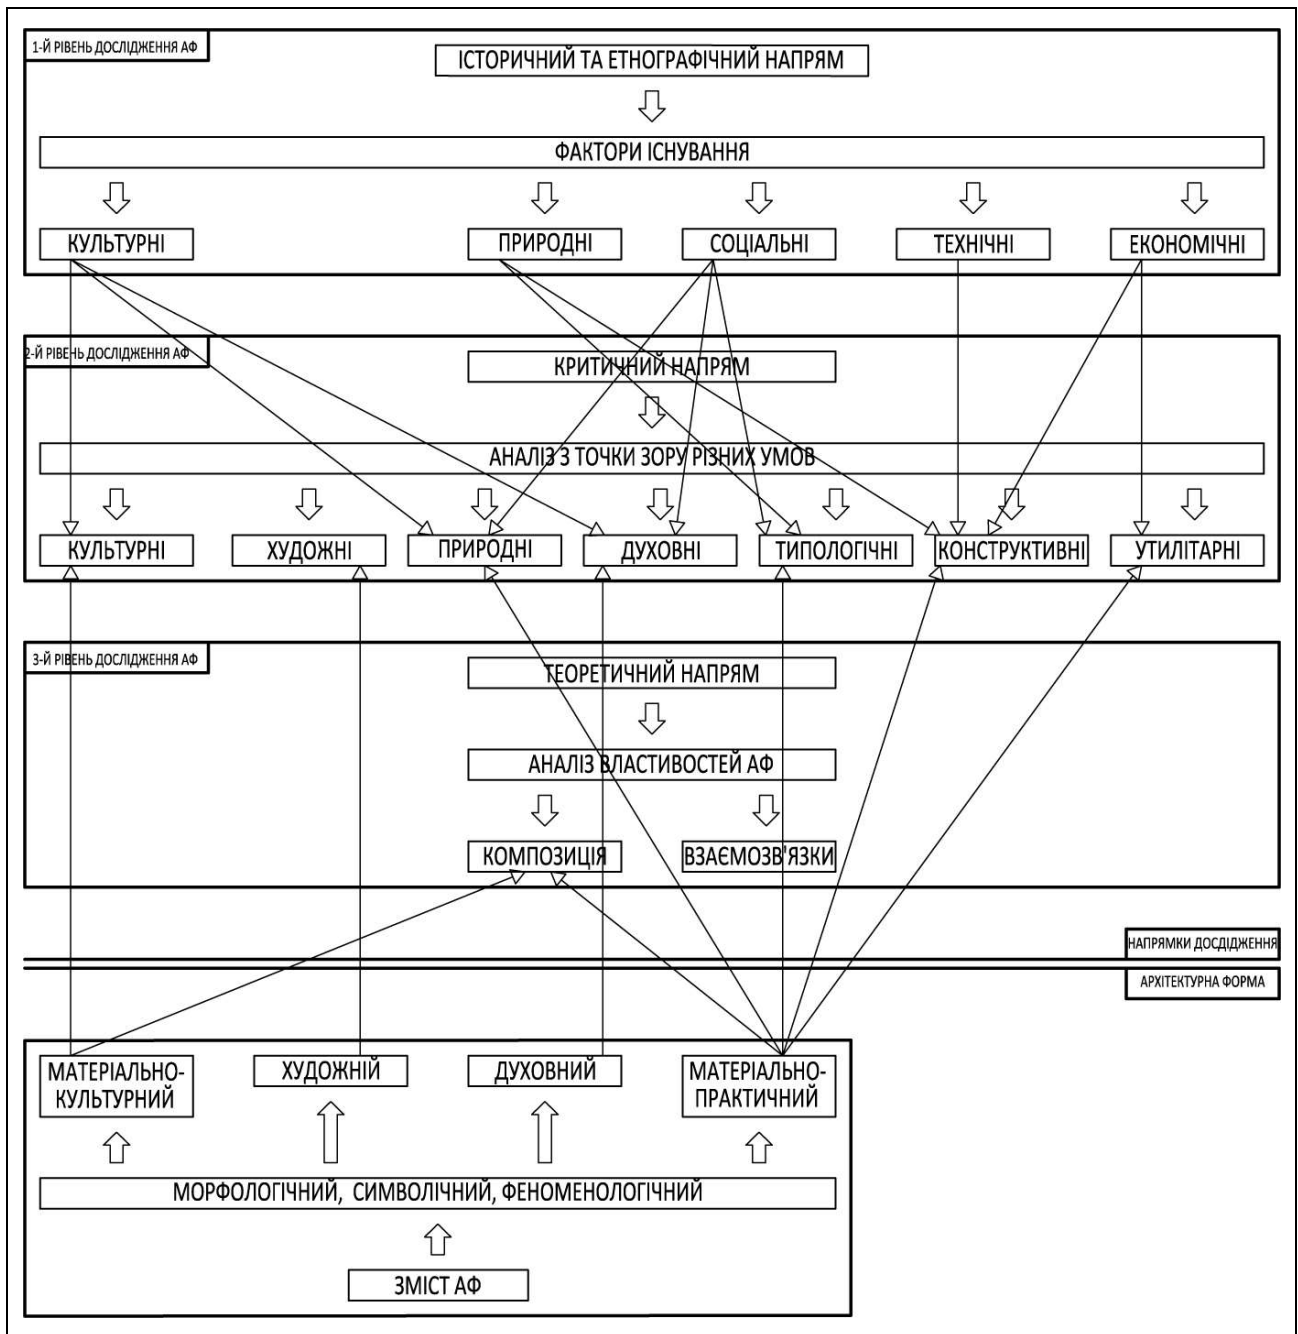 1-Й РІВЕНЬ ДОСЛІДЖЕННЯ АФ
ІСТОРИЧНИЙ ТА ЕТНОГРАФІЧНИЙ НАПРЯМ
ФАКТОРИ ІСНУВАННЯ
КУЛЬТУРНІ
ПРИРОДНІ
СОЦІАЛЬНІ
ТЕХНІЧНІ
ЕКОНОМІЧНІ
2-Й РІВЕНЬ ДОСЛІДЖЕННЯ АФ
КРИТИЧНИЙ НАПРЯМ
АНАЛІЗ З ТОЧКИ ЗОРУ РІЗНИХ УМОВ
КУЛЬТУРНІ
ХУДОЖНІ
ПРИРОДНІ
ДУХОВНІ
ТИПОЛОГІЧНІ
КОНСТРУКТИВНІ
УТИЛІТАРНІ
3-Й РІВЕНЬ ДОСЛІДЖЕННЯ АФ
ТЕОРЕТИЧНИЙ НАПРЯМ
АНАЛІЗ ВЛАСТИВОСТЕЙ АФ
КОМПОЗИЦІЯ
ВЗАЄМОЗВ'ЯЗКИ
НАПРЯМКИ ДОСДІДЖЕННЯ
АРХІТЕКТУРНА ФОРМА
МАТЕРІАЛЬНО-
КУЛЬТУРНИЙ
ХУДОЖНІЙ
ДУХОВНИЙ
МАТЕРІАЛЬНО-
ПРАКТИЧНИЙ
МОРФОЛОГІЧНИЙ, СИМВОЛІЧНИЙ, ФЕНОМЕНОЛОГІЧНИЙ
ЗМІСТ АФ